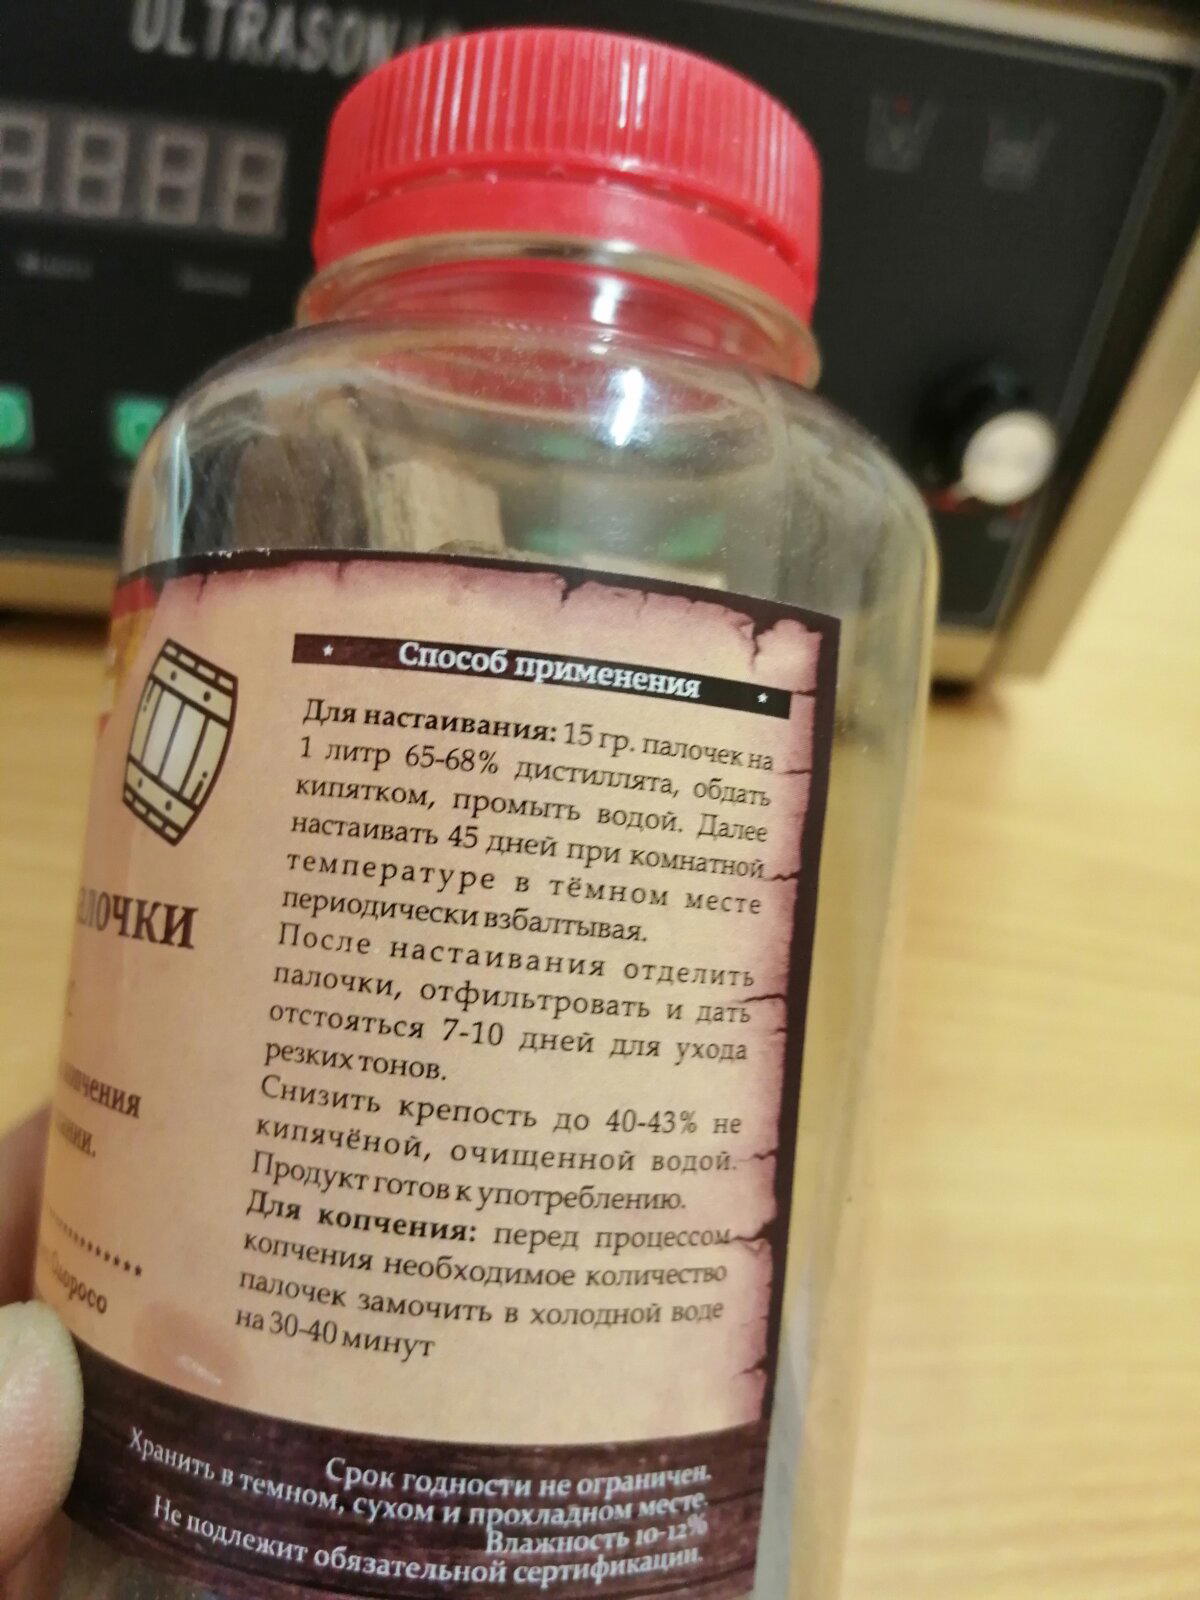 ULTRASONIC
Способ применения
Для настаивания: 15 гр. палочек на
1 литр 65-68% дистиллята, обдать
кипятком, промыть водой. Далее
настаивать 45 дней при комнатной
температуре в тёмном месте
периодически взбалтывая.
После настаивания отделить
палочки, отфильтровать и дать
отстояться 7-10 дней для ухода
резких тонов.
Снизить крепость до 40-43% не
кипячёной, очищенной водой.
Продукт готов к употреблению.
Для копчения: перед процессом
копчения необходимое количество
палочек замочить в холодной воде
на 30-40 минут
Срок годности не ограничен.
Хранить в темном, сухом и прохладном месте.
Влажность 10-12%
Не подлежит обязательной сертификации.